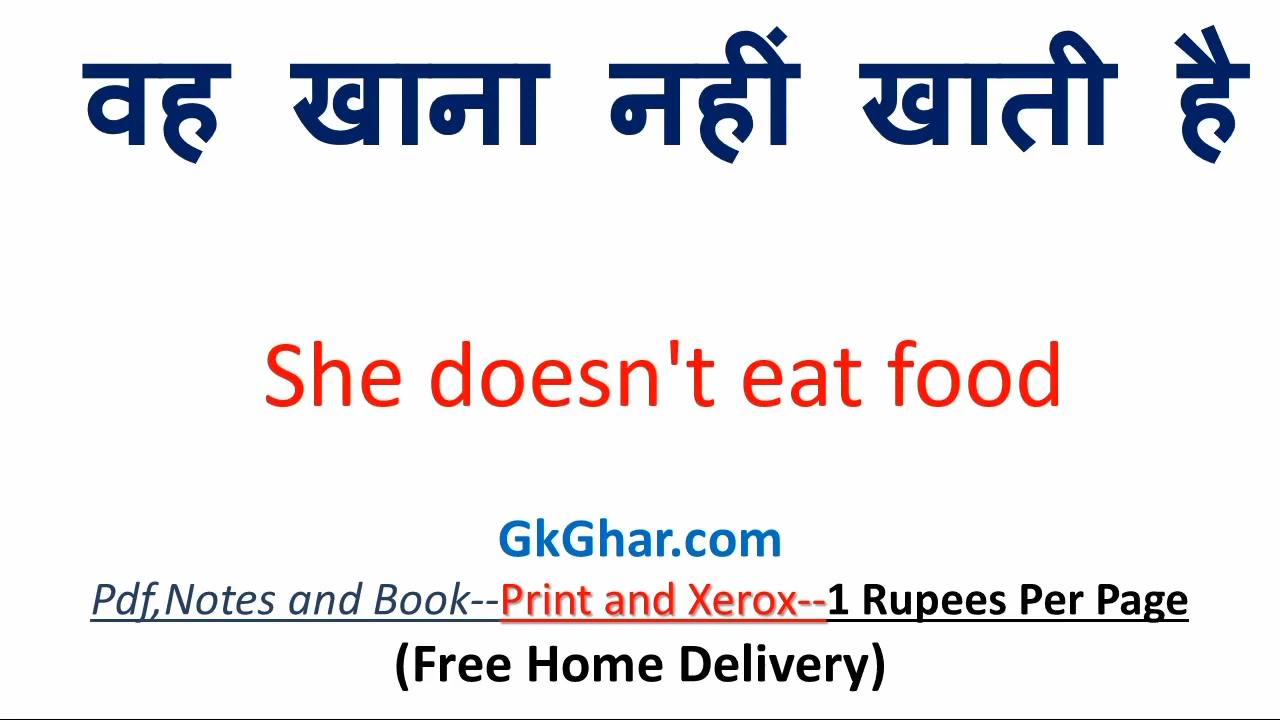 वह खाना नहीं खाती है
She doesn't eat food
GkGhar.com
Pdf,Notes and Book--Print and Xerox--1 Rupees Per Page
(Free Home Delivery)